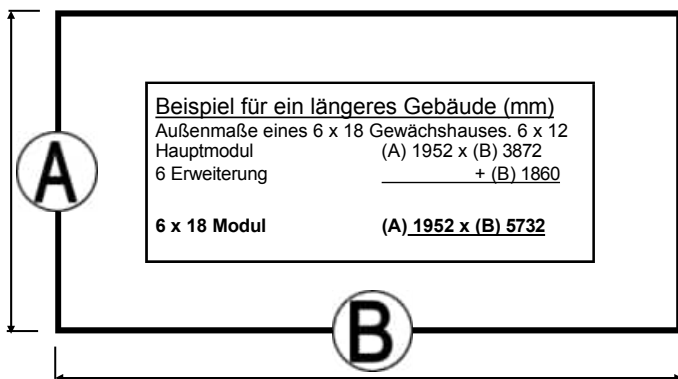 Beispiel für ein längeres Gebäude (mm)
Außenmaße eines 6 x 18 Gewächshauses. 6 x 12
Hauptmodul (A) 1952 x (B) 3872
6 Erweiterung + (B) 1860
6 x 18 Modul (A) 1952 x (B) 5732
A
B